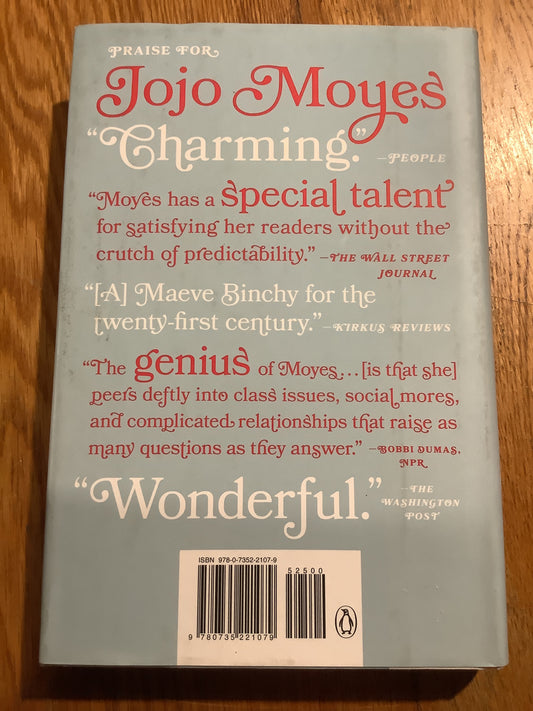 PRAISE FOR
Jojo Moyes
“Charming.” —PEOPLE
“Moyes has a special talent
for satisfying her readers without the
crutch of predictability.” —THE WALL STREET
JOURNAL
“[A] Maeve Binchy for the
twenty-first century.” —KIRKUS REVIEWS
“The genius of Moyes . . . [is that she]
peers deftly into class issues, social mores,
and complicated relationships that raise as
many questions as they answer.” —BOBBI DUMAS,
NPR
“Wonderful.” —THE
WASHINGTON
POST
ISBN 978-0-7352-2107-9
52500
9 780735 221079